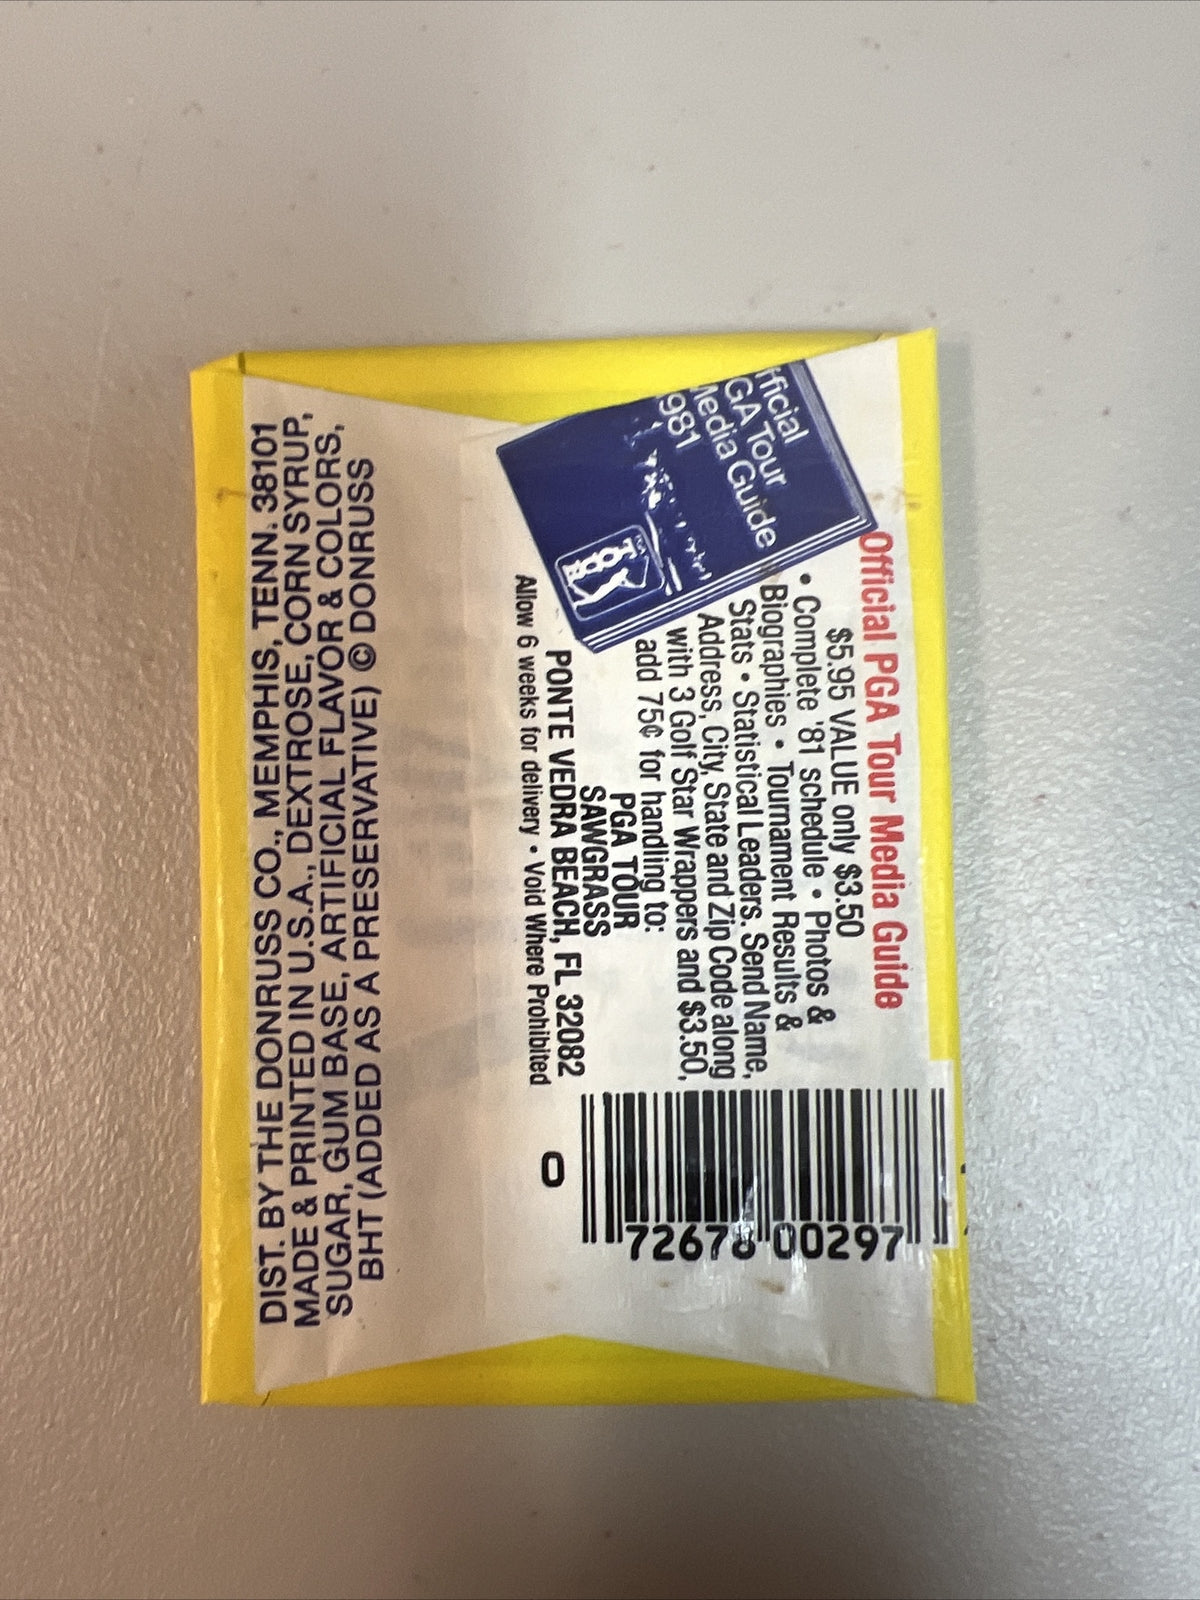 Official PGA Tour Media Guide
$5.95 VALUE only $3.50
• Complete '81 schedule • Photos &
Biographies • Tournament Results &
Stats • Statistical Leaders. Send Name,
Address, City, State and Zip Code along
with 3 Golf Star Wrappers and $3.50,
add 75¢ for handling to:
PGA TOUR
SAWGRASS
PONTE VEDRA BEACH, FL 32082
Allow 6 weeks for delivery • Void Where Prohibited
fficial
GA Tour
Media Guide
981
TOUR
0
72676 00297
DIST. BY THE DONRUSS CO., MEMPHIS, TENN. 38101
MADE & PRINTED IN U.S.A., DEXTROSE, CORN SYRUP,
SUGAR, GUM BASE, ARTIFICIAL FLAVOR & COLORS,
BHT (ADDED AS A PRESERVATIVE) © DONRUSS